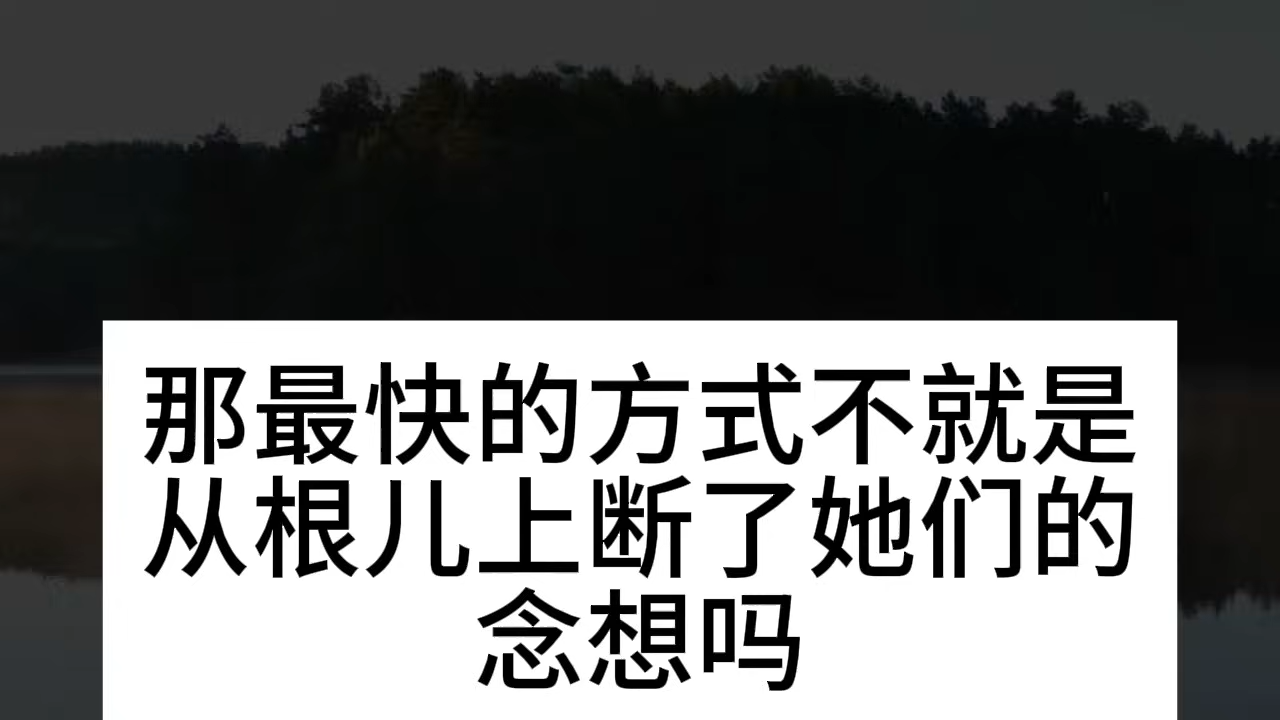 那最快的方式不就是
从根儿上断了她们的
念想吗